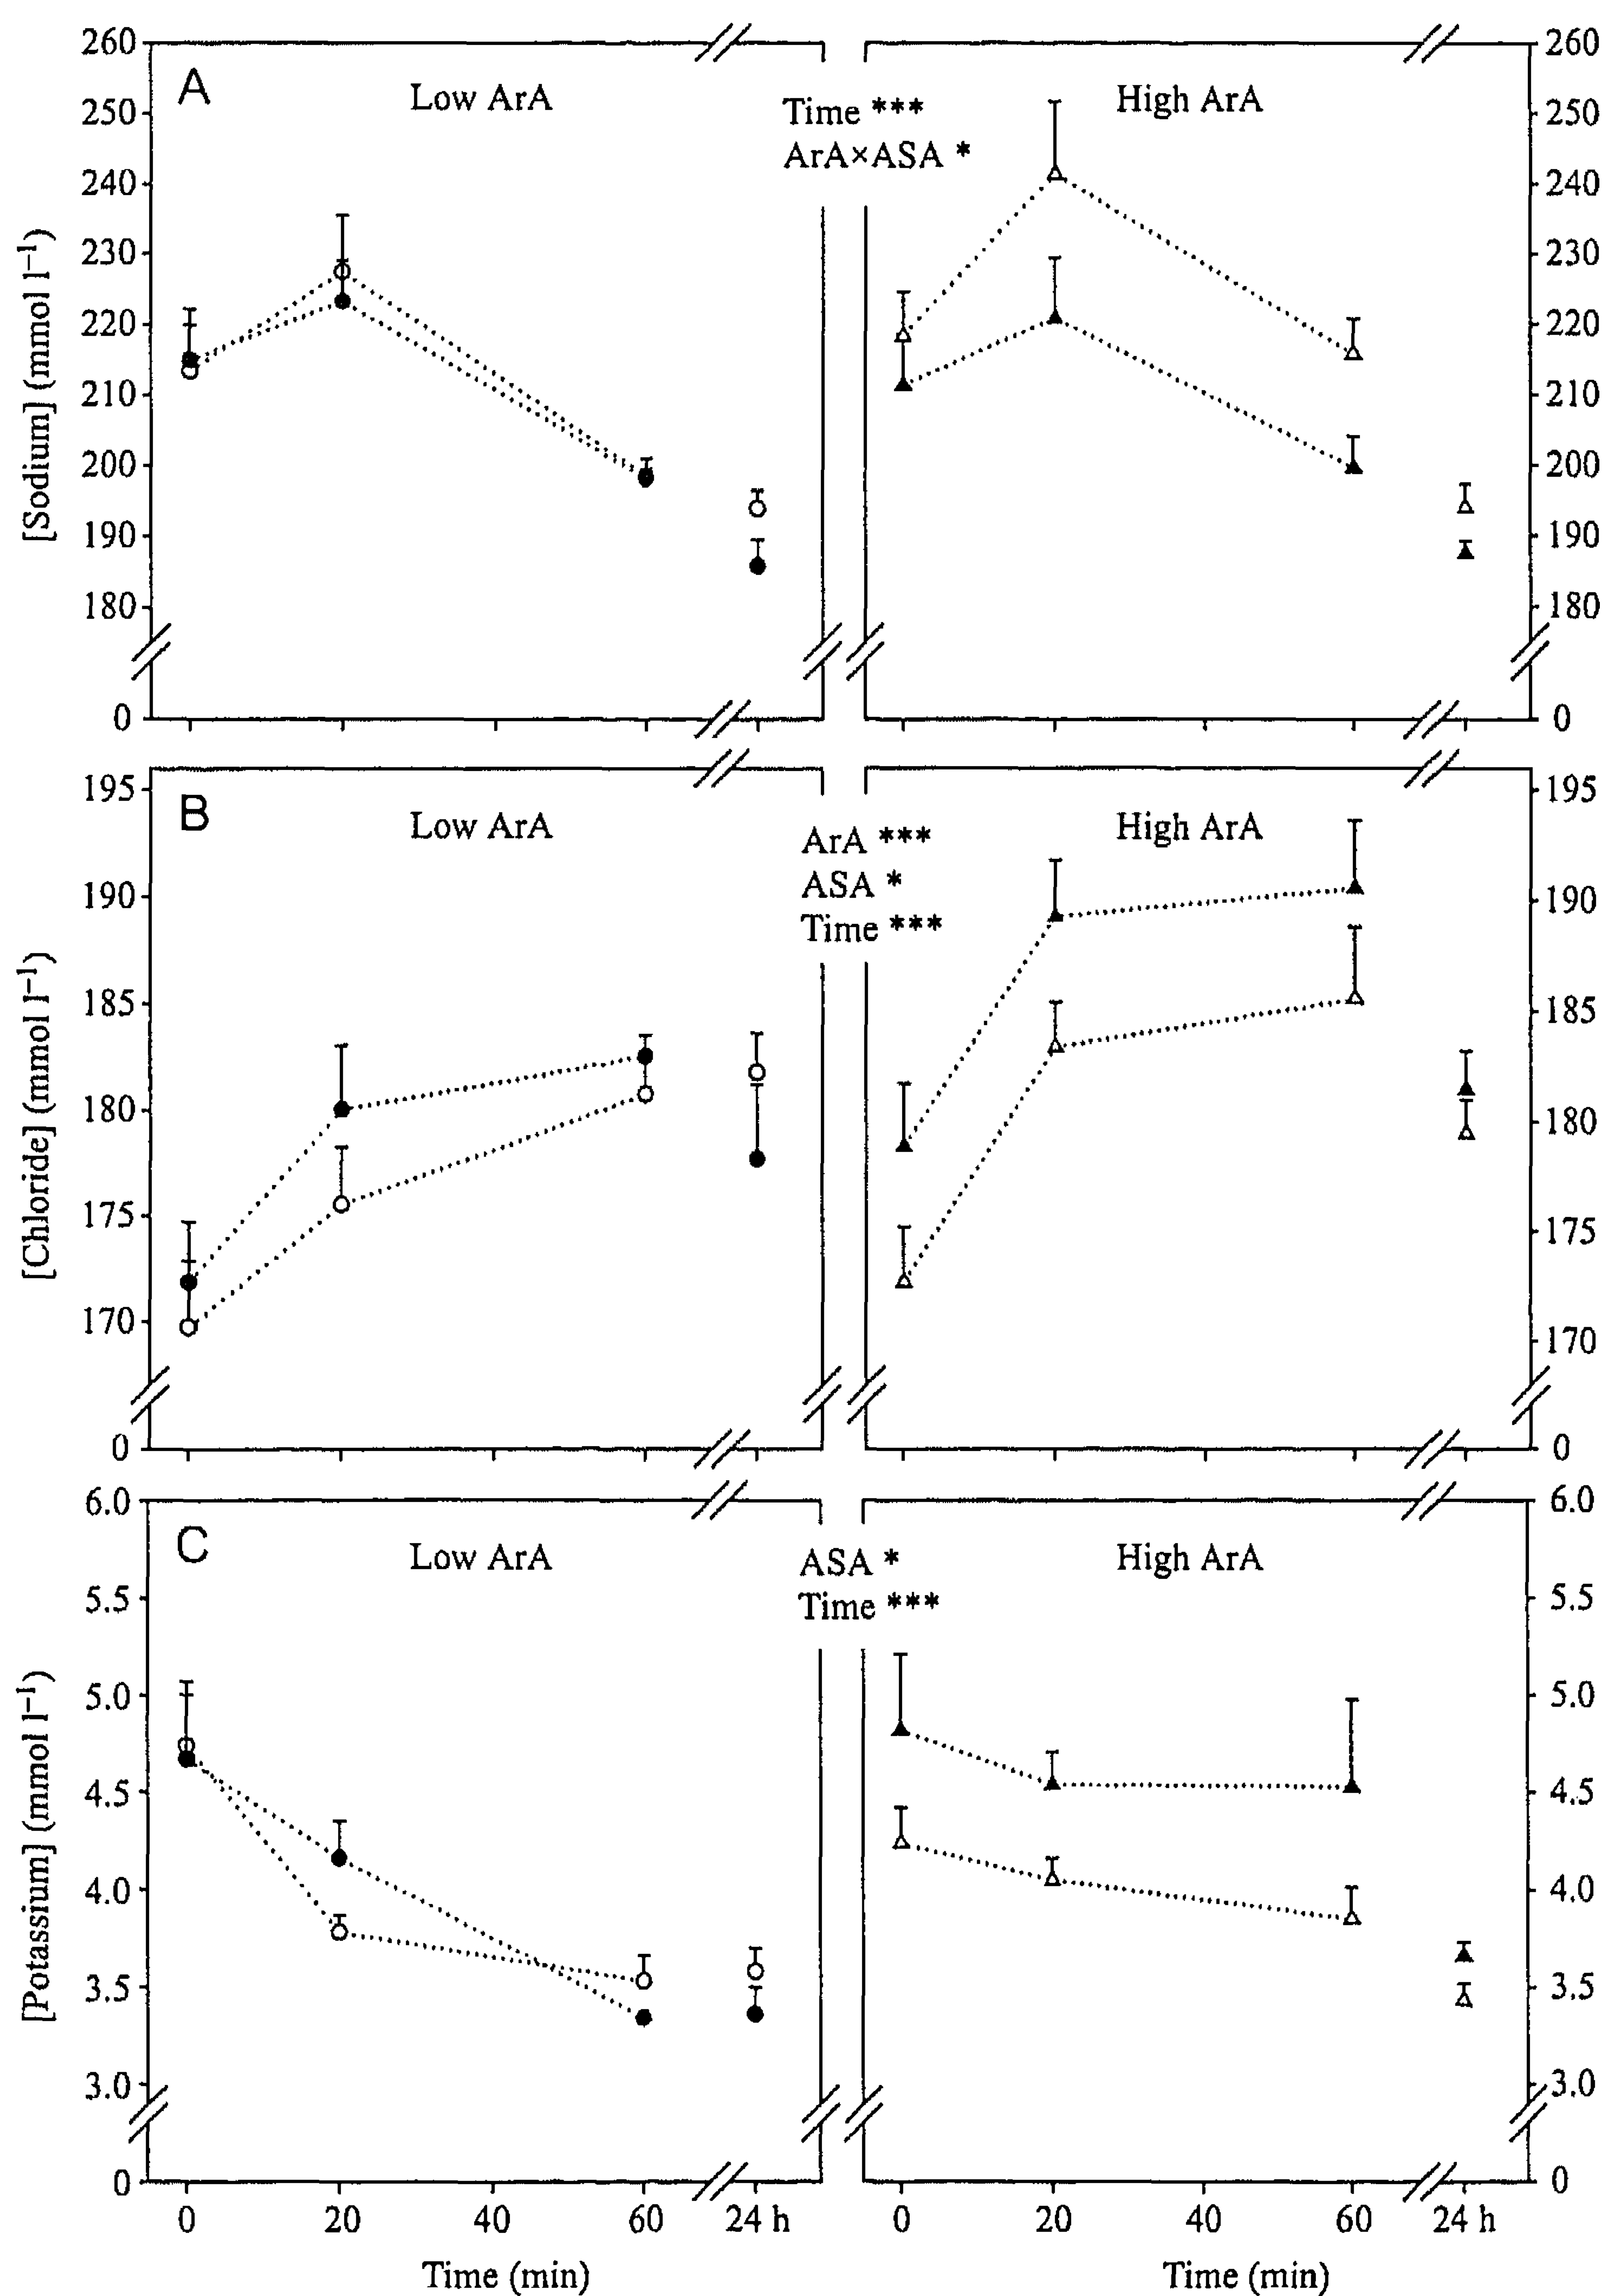 260
250
240
230
220
210
200
190
180
0
[Sodium] (mmol l⁻¹)
A
Low ArA
Time ***
ArA×ASA *
High ArA
260
250
240
230
220
210
200
190
180
0
195
190
185
180
175
170
0
[Chloride] (mmol l⁻¹)
B
Low ArA
ArA ***
ASA *
Time ***
High ArA
195
190
185
180
175
170
0
6.0
5.5
5.0
4.5
4.0
3.5
3.0
0
[Potassium] (mmol l⁻¹)
C
Low ArA
ASA *
Time ***
High ArA
6.0
5.5
5.0
4.5
4.0
3.5
3.0
0
0 20 40 60 24 h
0 20 40 60 24 h
Time (min)
Time (min)